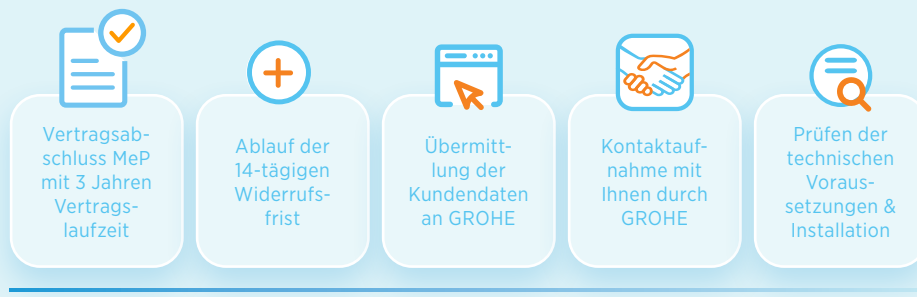 Vertragsab-
schluss MeP
mit 3 Jahren
Vertrags-
laufzeit
Ablauf der
14-tägigen
Widerrufs-
frist
Übermitt-
lung der
Kundendaten
an GROHE
Kontaktauf-
nahme mit
Ihnen durch
GROHE
Prüfen der
technischen
Voraus-
setzungen &
Installation